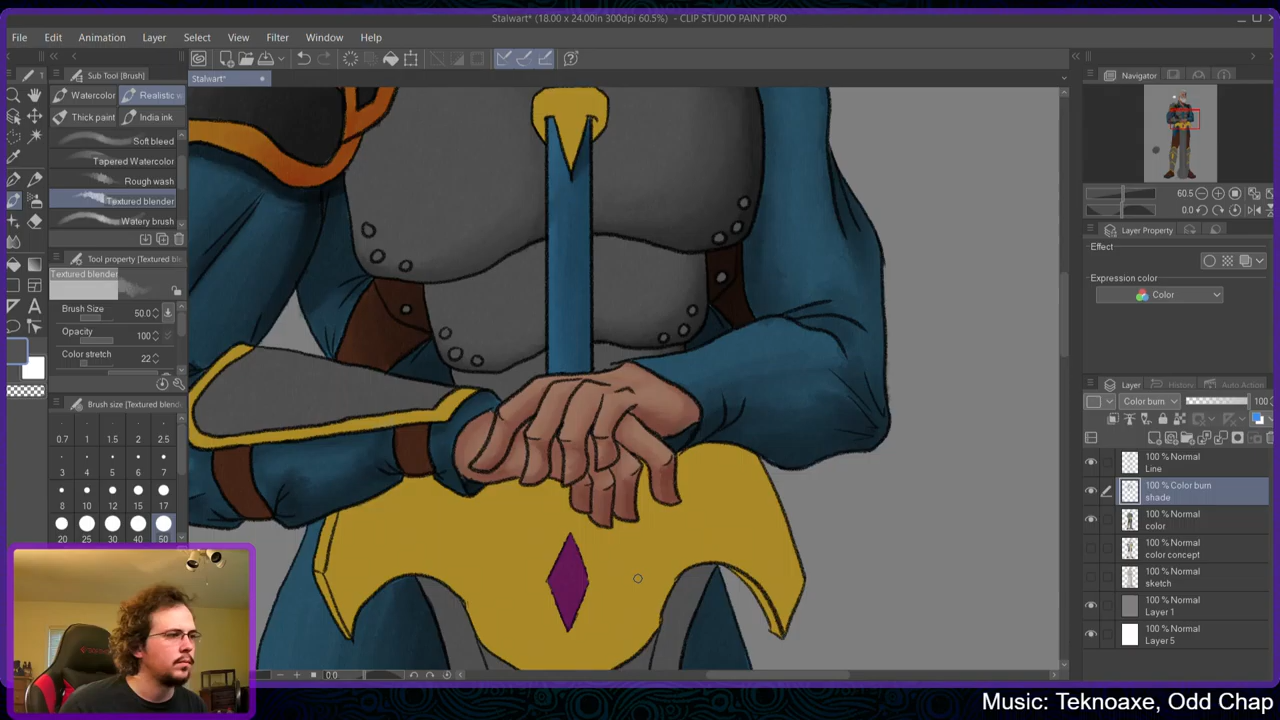 Stalwart* (18.00 x 24.00in 300dpi 60.5%) - CLIP STUDIO PAINT PRO
File Edit Animation Layer Select View Filter Window Help
Sub Tool [Brush]
Stalwart*
Navigator
Watercolor
Realistic w
Thick paint
India ink
Soft bleed
Tapered Watercolor
Rough wash
Textured blender
Watery brush
60.5
0.0
Layer Property
Effect
Expression color
Color
Tool property [Textured ble
Textured blender
Brush Size 50.0
Opacity 100
Color stretch 22
Brush size [Textured blend
0.7 1 1.5 2 2.5
3 4 5 6 7
8 10 12 15 17
20 25 30 40 50
Layer
History
Auto Action
Color burn
100
100 % Normal
Line
100 % Color burn
shade
100 % Normal
color
100 % Normal
color concept
100 % Normal
sketch
100 % Normal
Layer 1
100 % Normal
Layer 5
0.0
Music: Teknoaxe, Odd Chap